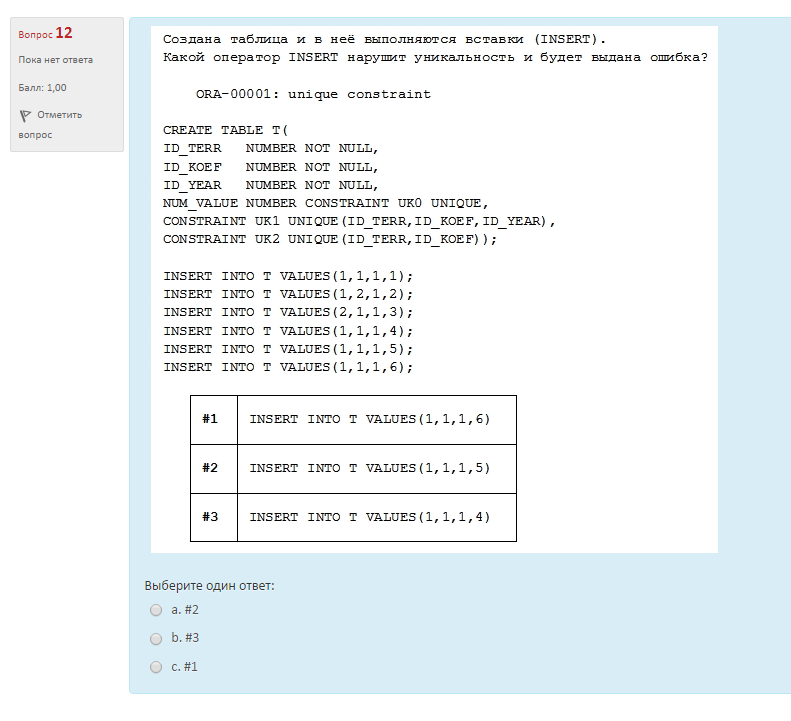 Вопрос 12
Пока нет ответа
Балл: 1,00
Отметить
вопрос
Создана таблица и в неё выполняются вставки (INSERT).
Какой оператор INSERT нарушит уникальность и будет выдана ошибка?
ORA-00001: unique constraint
CREATE TABLE T(
ID_TERR   NUMBER NOT NULL,
ID_KOEF   NUMBER NOT NULL,
ID_YEAR   NUMBER NOT NULL,
NUM_VALUE NUMBER CONSTRAINT UK0 UNIQUE,
CONSTRAINT UK1 UNIQUE(ID_TERR,ID_KOEF,ID_YEAR),
CONSTRAINT UK2 UNIQUE(ID_TERR,ID_KOEF));
INSERT INTO T VALUES(1,1,1,1);
INSERT INTO T VALUES(1,2,1,2);
INSERT INTO T VALUES(2,1,1,3);
INSERT INTO T VALUES(1,1,1,4);
INSERT INTO T VALUES(1,1,1,5);
INSERT INTO T VALUES(1,1,1,6);
#1 INSERT INTO T VALUES(1,1,1,6)
#2 INSERT INTO T VALUES(1,1,1,5)
#3 INSERT INTO T VALUES(1,1,1,4)
Выберите один ответ:
a. #2
b. #3
c. #1